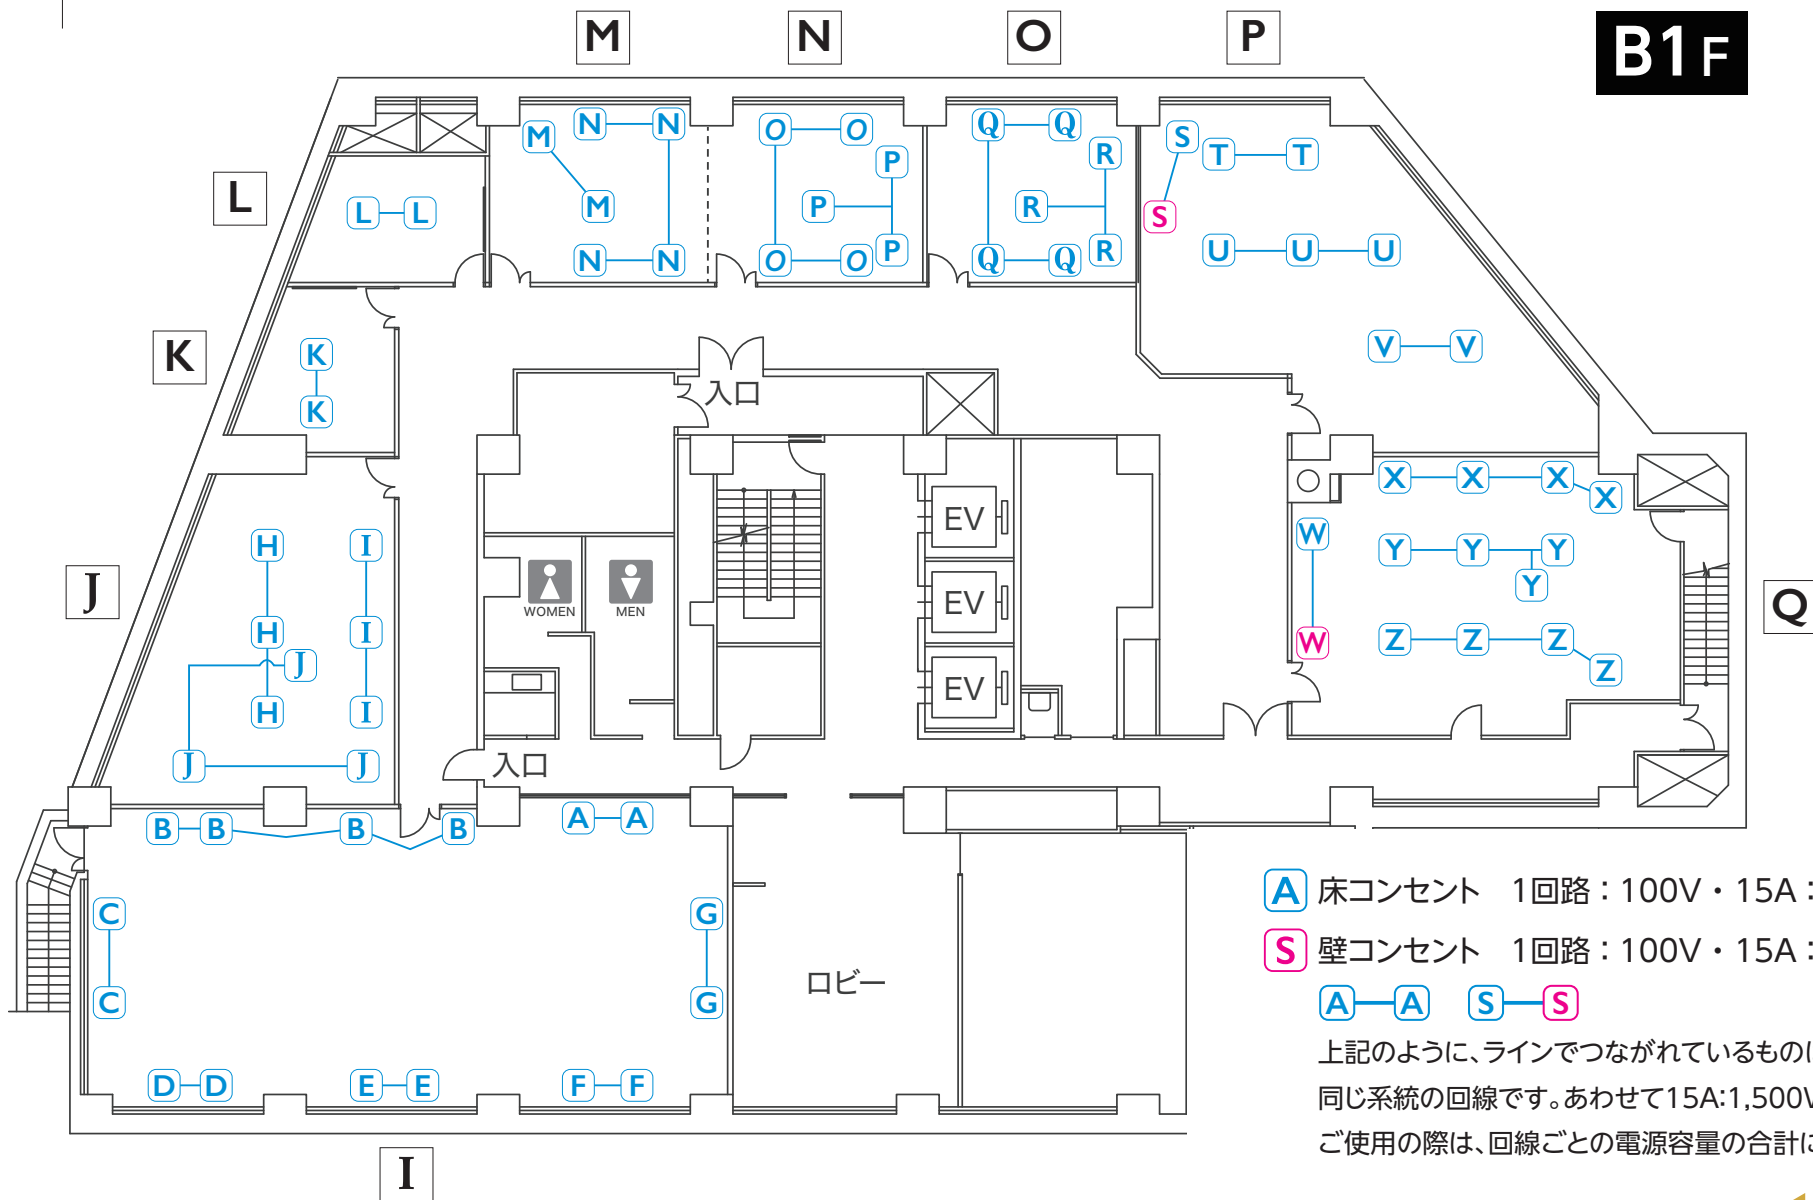 M N O P
B1F
M N N O O Q Q S T T
P R
L L L M P R S
N N O O P Q Q R U U U
K K V V
K
入口
X X X X
EV
H I W Y Y Y
Y
WOMEN MEN
J EV Q
H I W Z Z Z
J Z
EV
H I
J J 入口
B B B B A A
A 床コンセント 1回路：100V・15A：
C G
S 壁コンセント 1回路：100V・15A：
ロビー
C G A A S S
上記のように、ラインでつながれているものは
同じ系統の回線です。あわせて15A:1,500
D D E E F F
ご使用の際は、回線ごとの電源容量の合計に
I